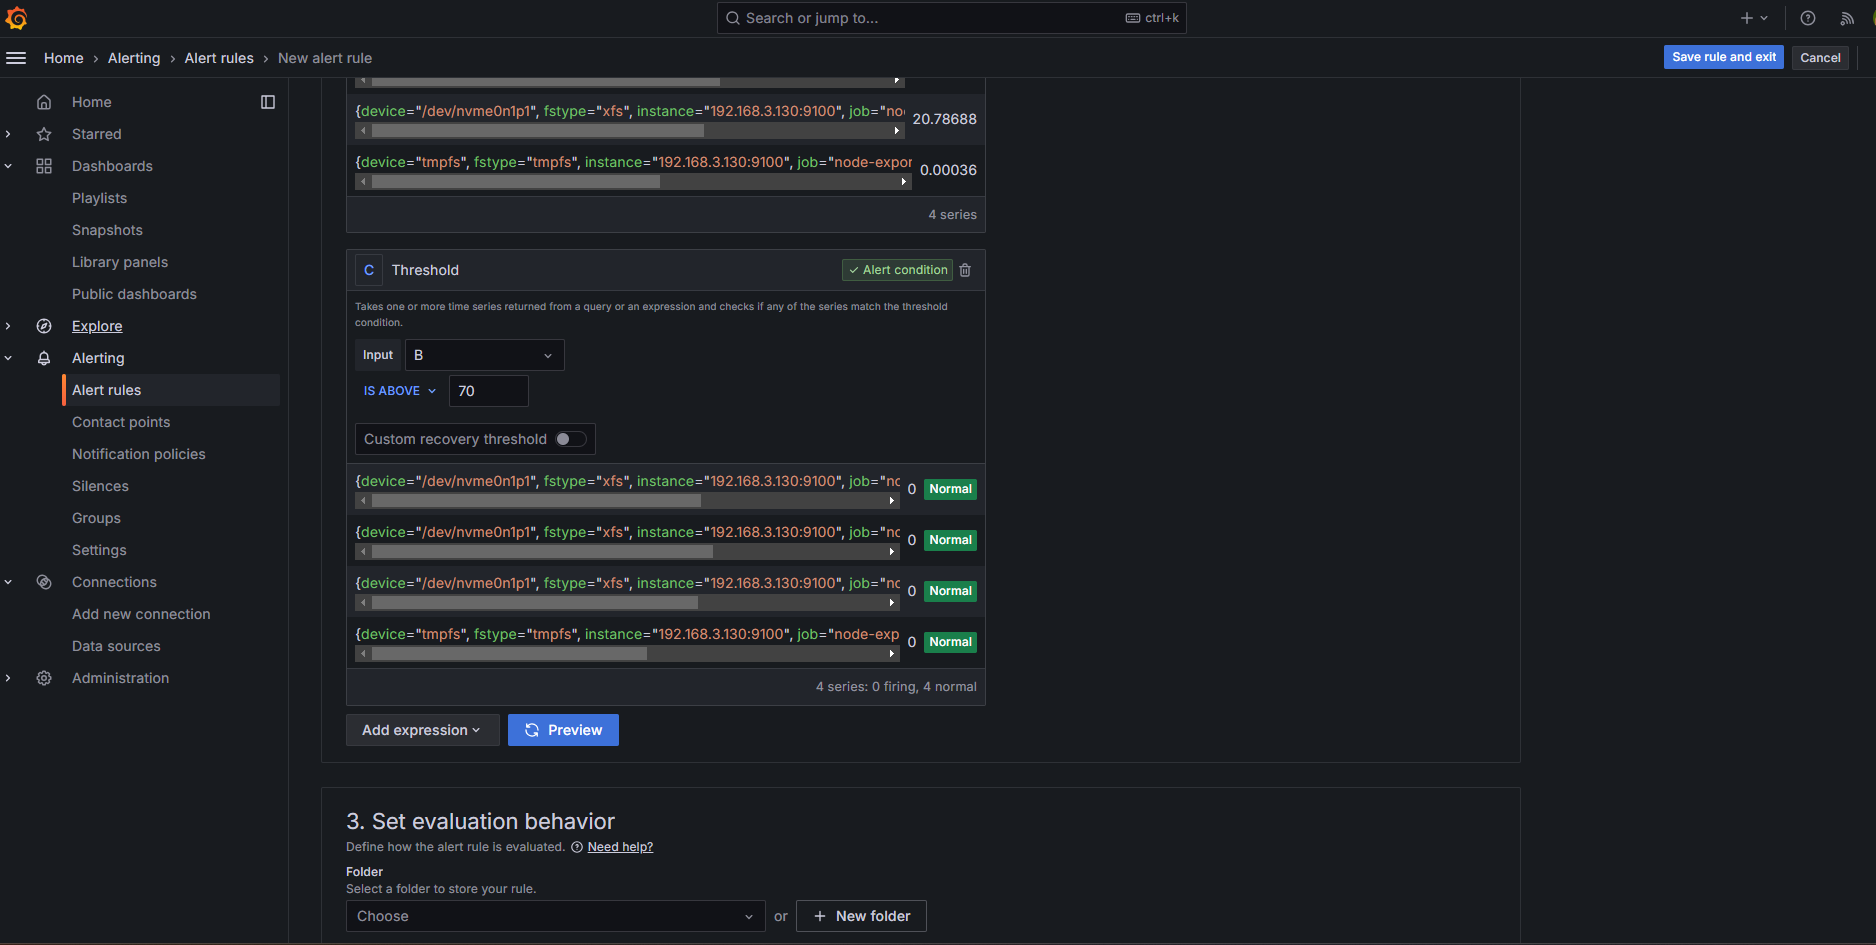 Search or jump to...
ctrl+k
Home › Alerting › Alert rules › New alert rule
Save rule and exit
Cancel
Home
Starred
Dashboards
Playlists
Snapshots
Library panels
Public dashboards
Explore
Alerting
Alert rules
Contact points
Notification policies
Silences
Groups
Settings
Connections
Add new connection
Data sources
Administration
{device="/dev/nvme0n1p1", fstype="xfs", instance="192.168.3.130:9100", job="no
20.78688
{device="tmpfs", fstype="tmpfs", instance="192.168.3.130:9100", job="node-expor
0.00036
4 series
C Threshold
Alert condition
Takes one or more time series returned from a query or an expression and checks if any of the series match the threshold
condition.
Input B
IS ABOVE 70
Custom recovery threshold
{device="/dev/nvme0n1p1", fstype="xfs", instance="192.168.3.130:9100", job="no
0 Normal
{device="/dev/nvme0n1p1", fstype="xfs", instance="192.168.3.130:9100", job="no
0 Normal
{device="/dev/nvme0n1p1", fstype="xfs", instance="192.168.3.130:9100", job="no
0 Normal
{device="tmpfs", fstype="tmpfs", instance="192.168.3.130:9100", job="node-exp
0 Normal
4 series: 0 firing, 4 normal
Add expression
Preview
3. Set evaluation behavior
Define how the alert rule is evaluated. Need help?
Folder
Select a folder to store your rule.
Choose
or
+ New folder